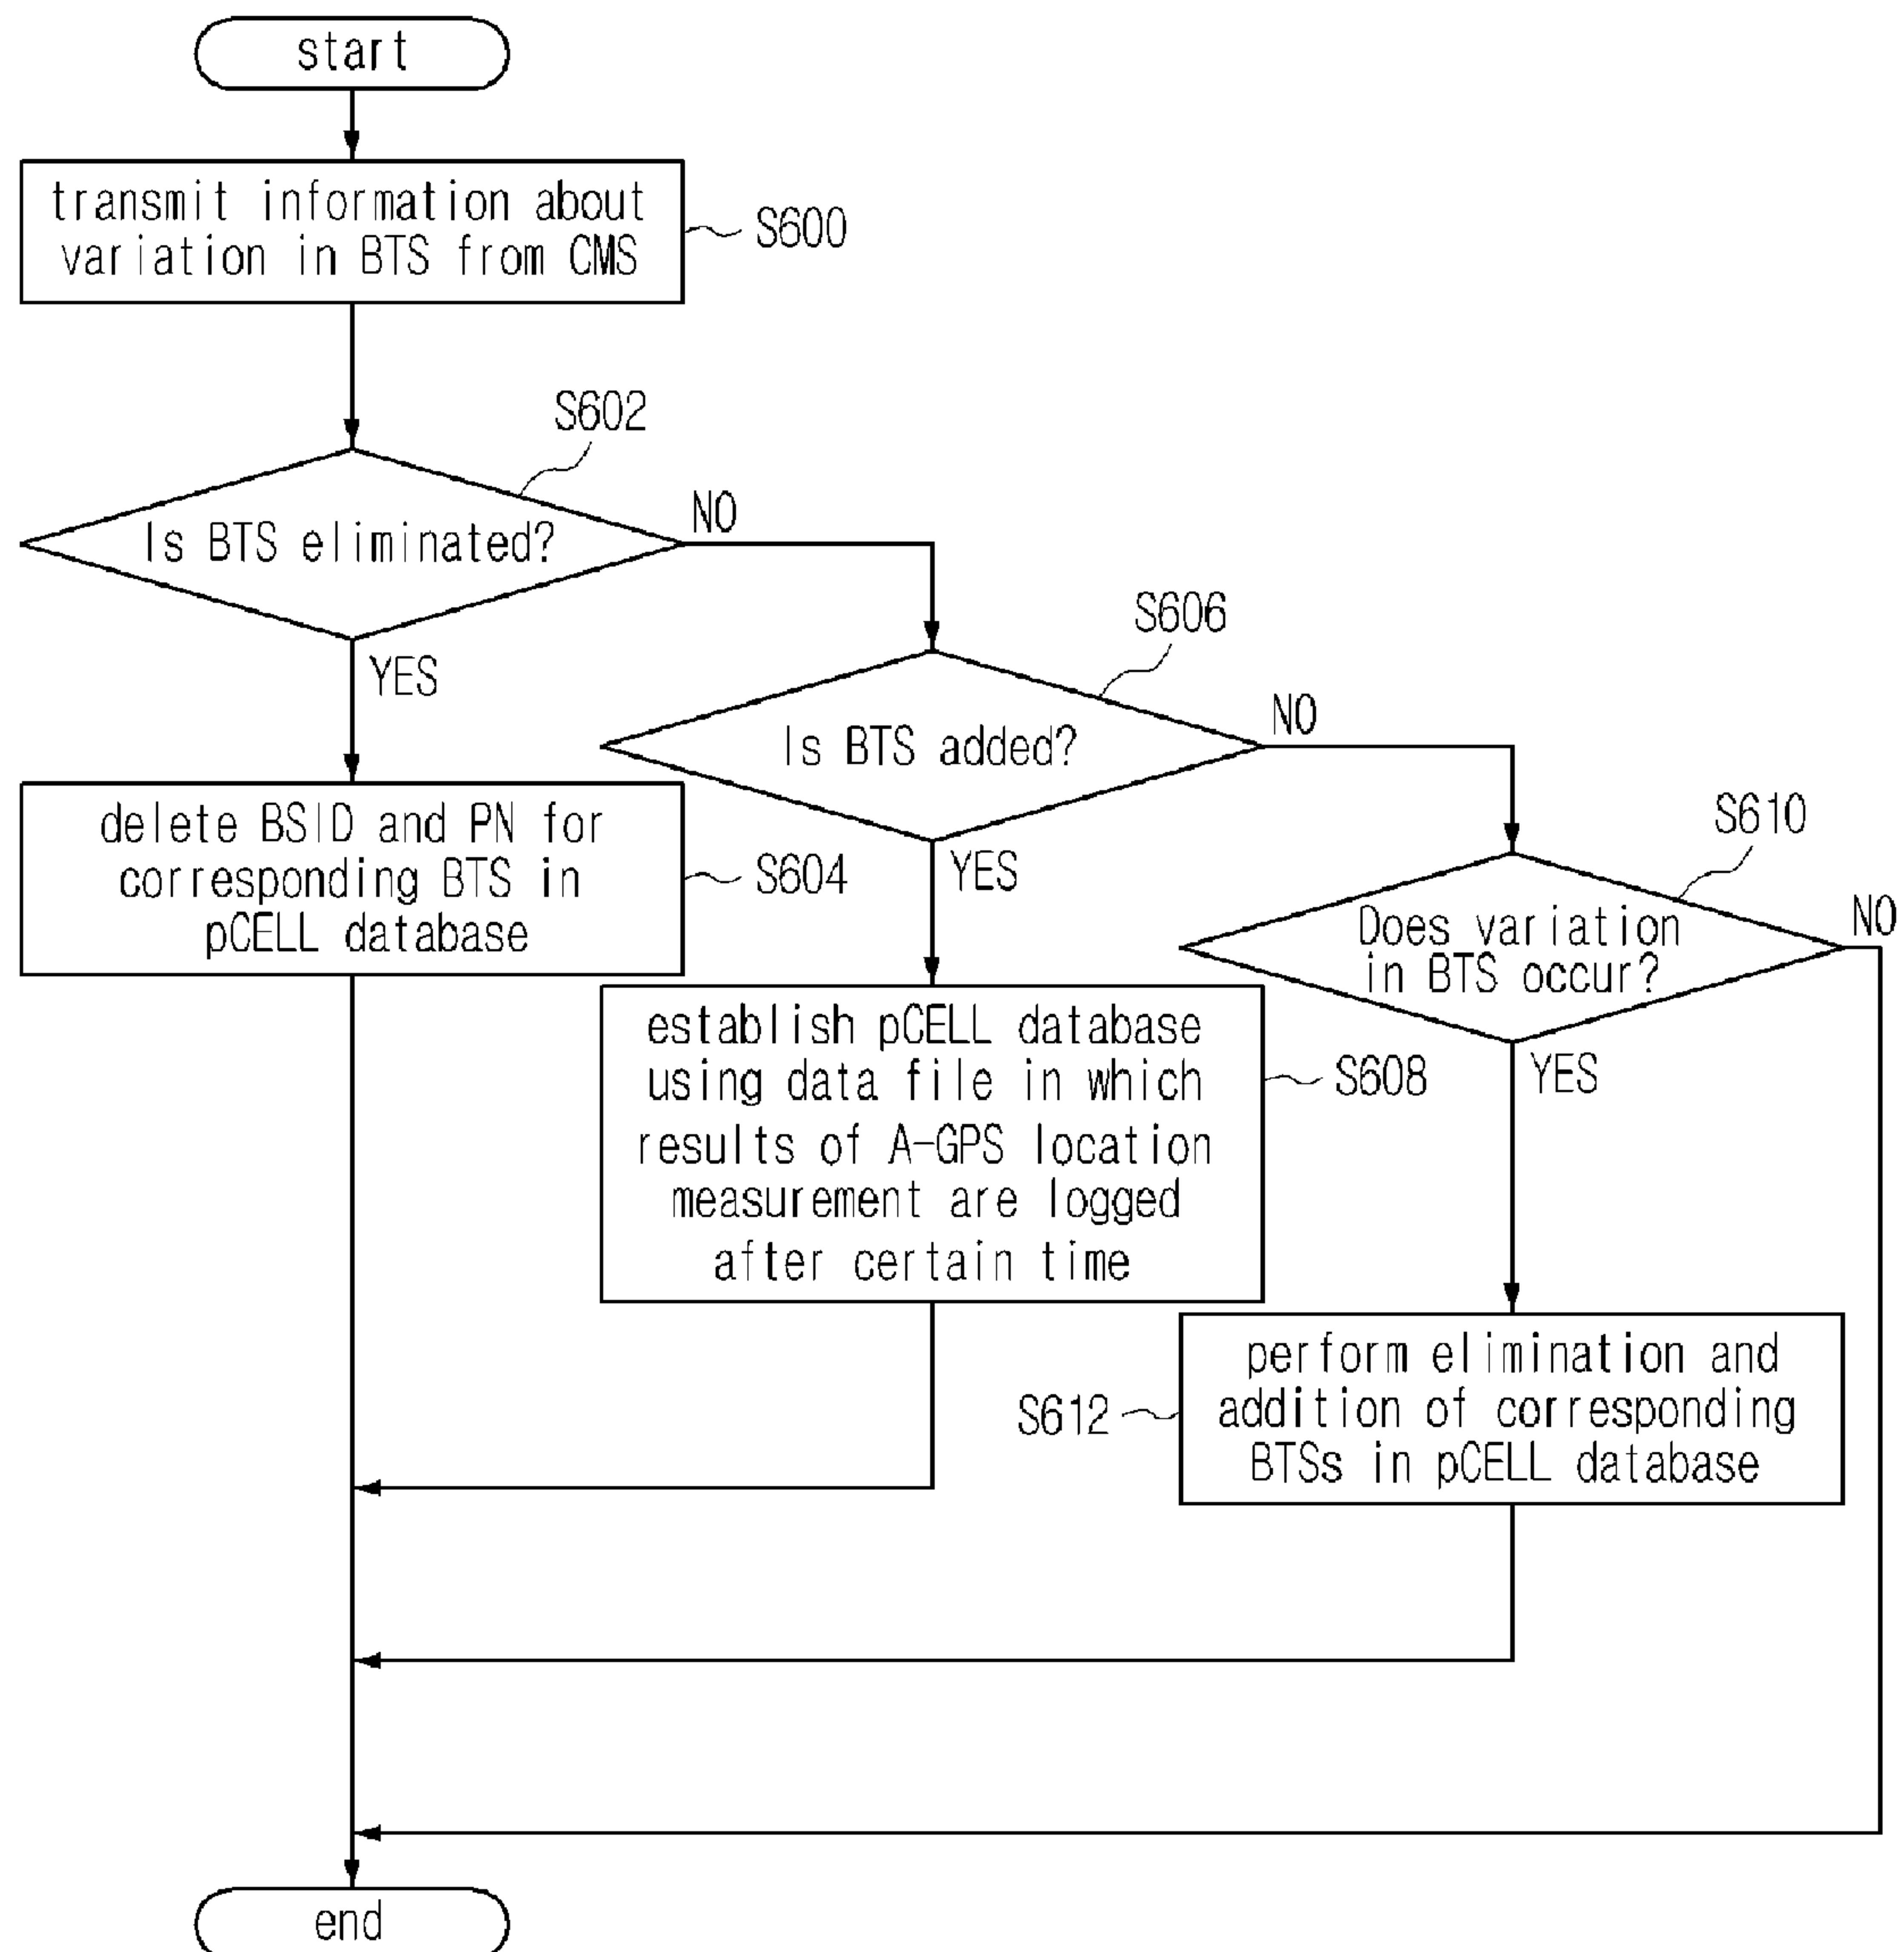 start
transmit information about
variation in BTS from CMS
S600
S602
Is BTS eliminated?
NO
YES
S606
Is BTS added?
NO
YES
delete BSID and PN for
corresponding BTS in
pCELL database
S604
S610
Does variation
in BTS occur?
NO
YES
establish pCELL database
using data file in which
results of A-GPS location
measurement are logged
after certain time
S608
perform elimination and
addition of corresponding
BTSs in pCELL database
S612
end